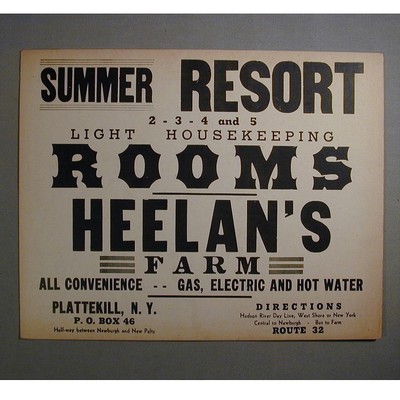 SUMMER RESORT
2 - 3 - 4 and 5
LIGHT HOUSEKEEPING
ROOMS
HEELAN'S
FARM
ALL CONVENIENCE -- GAS, ELECTRIC AND HOT WATER
PLATTEKILL, N. Y.
P. O. BOX 46
Half-way between Newburgh and New Paltz
DIRECTIONS
Hudson River Day Line, West Shore or New York
Central to Newburgh - Bus to Farm
ROUTE 32